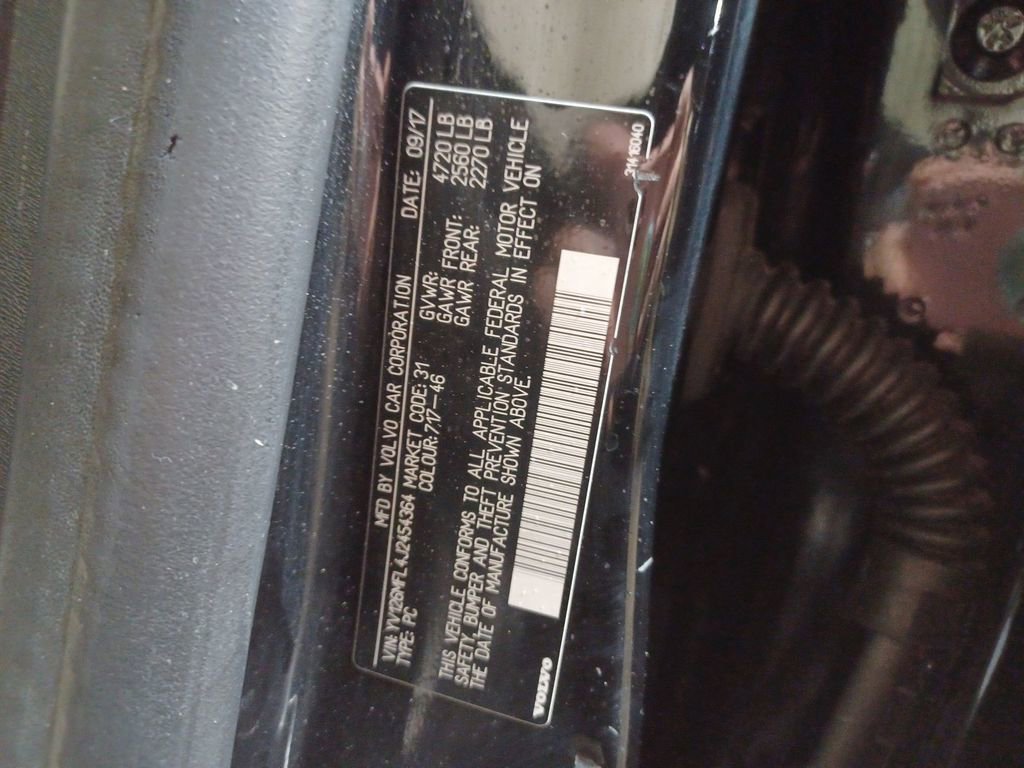 MFD BY VOLVO CAR CORPORATION DATE: 09/17
VIN: YV126MFL4J2454364 MARKET CODE: 31 GVWR: 4720 LB
TYPE: PC COLOUR: 717-46 GAWR FRONT: 2560 LB
GAWR REAR: 2270 LB
THIS VEHICLE CONFORMS TO ALL APPLICABLE FEDERAL MOTOR VEHICLE
SAFETY, BUMPER AND THEFT PREVENTION STANDARDS IN EFFECT ON
THE DATE OF MANUFACTURE SHOWN ABOVE.
VOLVO 31416040